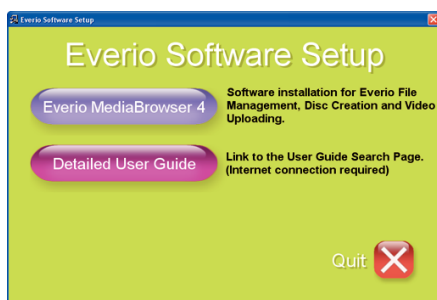 Everio Software Setup
Everio Software Setup
Everio MediaBrowser 4
Software installation for Everio File
Management, Disc Creation and Video
Uploading.
Detailed User Guide
Link to the User Guide Search Page.
(Internet connection required)
Quit